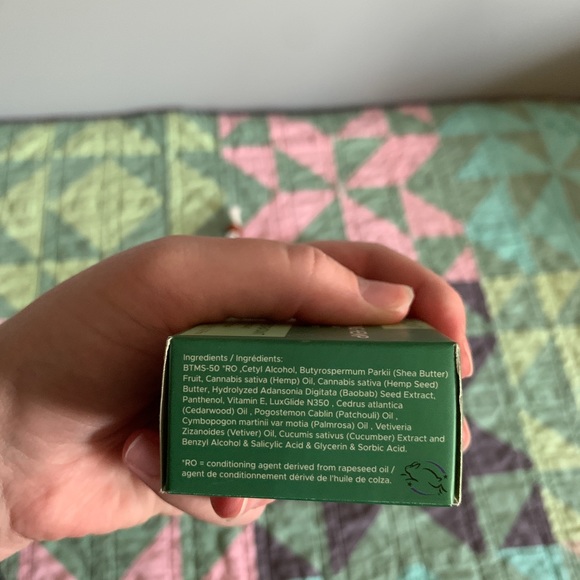 Ingredients / Ingrédients:
BTMS-50 *RO ,Cetyl Alcohol, Butyrospermum Parkii (Shea Butter)
Fruit, Cannabis sativa (Hemp) Oil, Cannabis sativa (Hemp Seed)
Butter, Hydrolyzed Adansonia Digitata (Baobab) Seed Extract,
Panthenol, Vitamin E, LuxGlide N350 , Cedrus atlantica
(Cedarwood) Oil , Pogostemon Cablin (Patchouli) Oil ,
Cymbopogon martinii var motia (Palmrosa) Oil , Vetiveria
Zizanoides (Vetiver) Oil, Cucumis sativus (Cucumber) Extract and
Benzyl Alcohol & Salicylic Acid & Glycerin & Sorbic Acid.
*RO = conditioning agent derived from rapeseed oil /
agent de conditionnement dérivé de l'huile de colza.